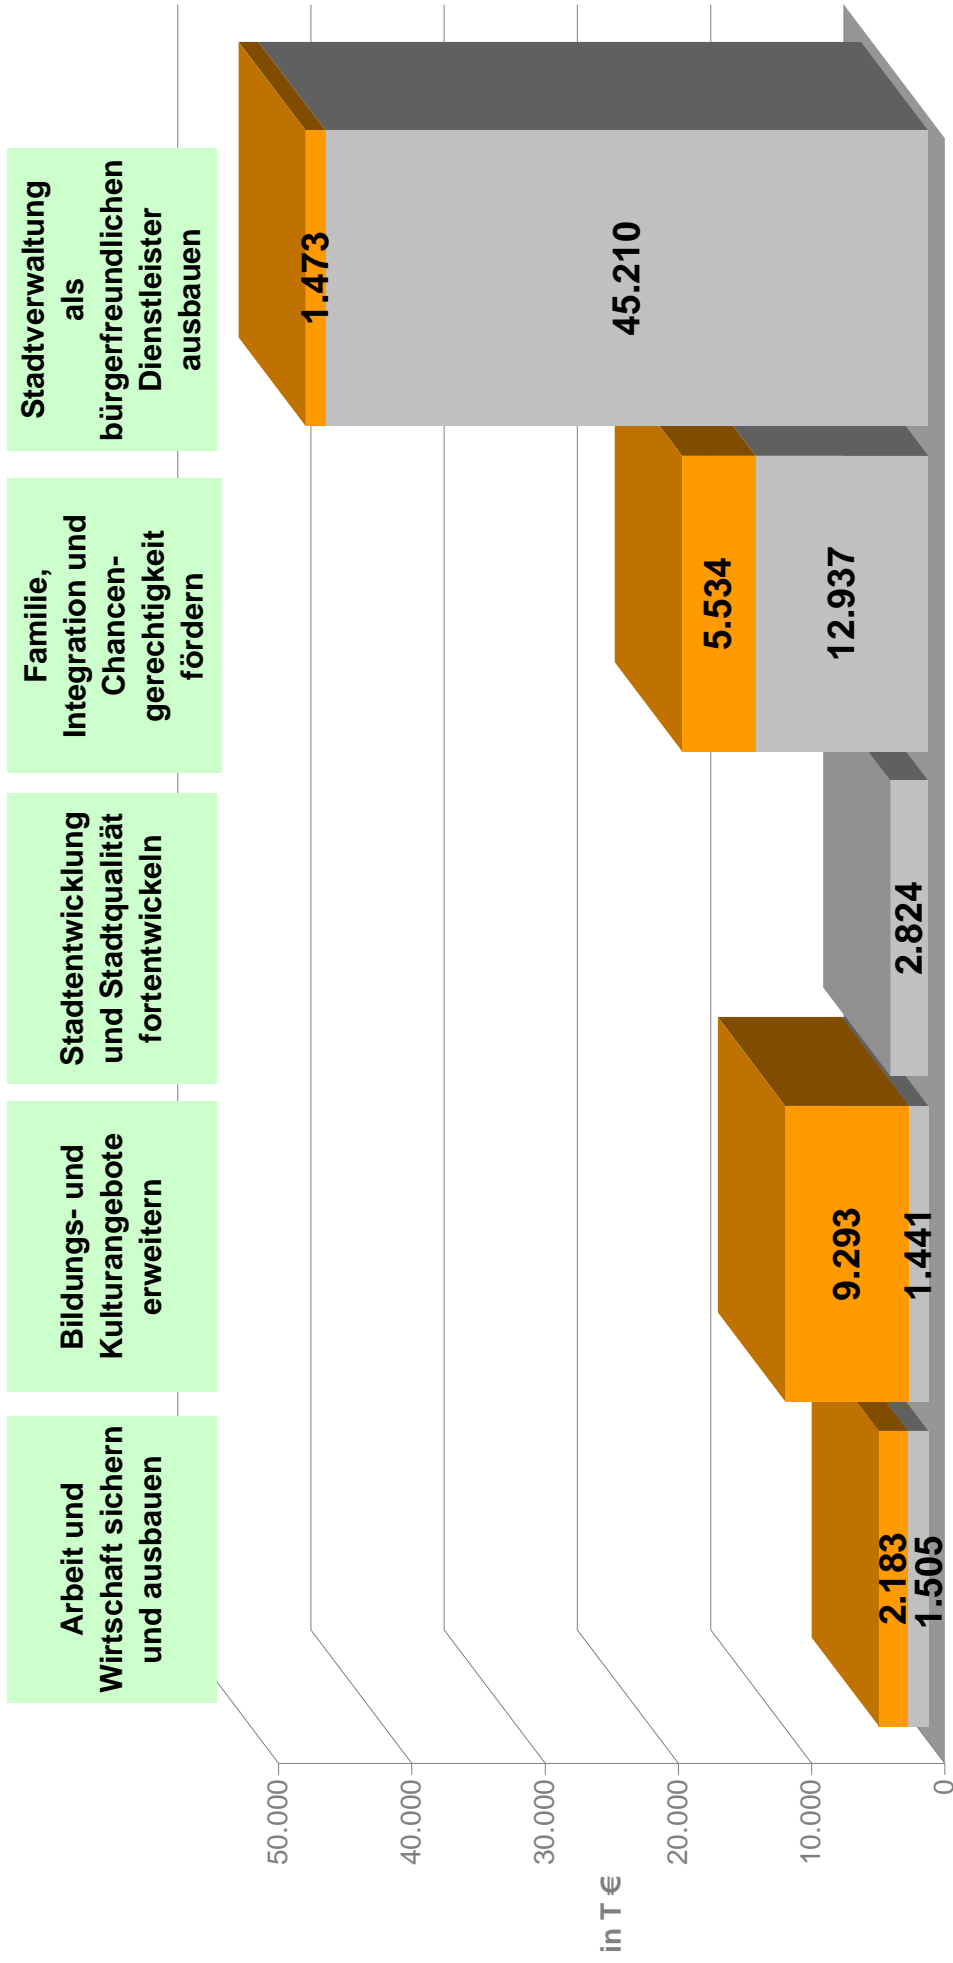 Arbeit und
Wirtschaft sichern
und ausbauen
Bildungs- und
Kulturangebote
erweitern
Stadtentwicklung
und Stadtqualität
fortentwickeln
Familie,
Integration und
Chancen-
gerechtigkeit
fördern
Stadtverwaltung
als
bürgerfreundlichen
Dienstleister
ausbauen
50.000
40.000
30.000
20.000
10.000
0
in T €
2.183
1.505
9.293
1.441
2.824
5.534
12.937
1.473
45.210